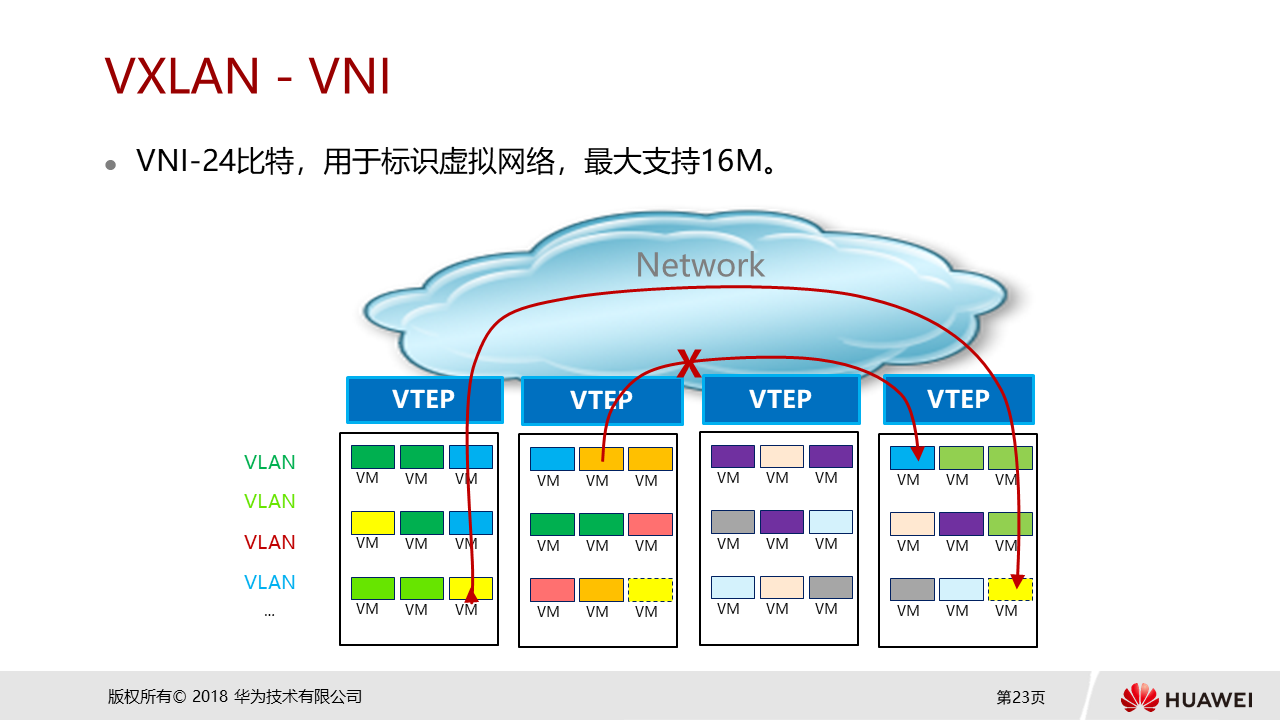 VXLAN - VNI
● VNI-24比特，用于标识虚拟网络，最大支持16M。
Network
X
VTEP VTEP VTEP VTEP
VLAN
VLAN
VLAN
VLAN
...
VM VM VM VM VM VM VM VM VM VM VM VM
VM VM VM VM VM VM VM VM VM VM VM VM
VM VM VM VM VM VM VM VM VM VM VM VM
版权所有© 2018 华为技术有限公司
第23页
HUAWEI